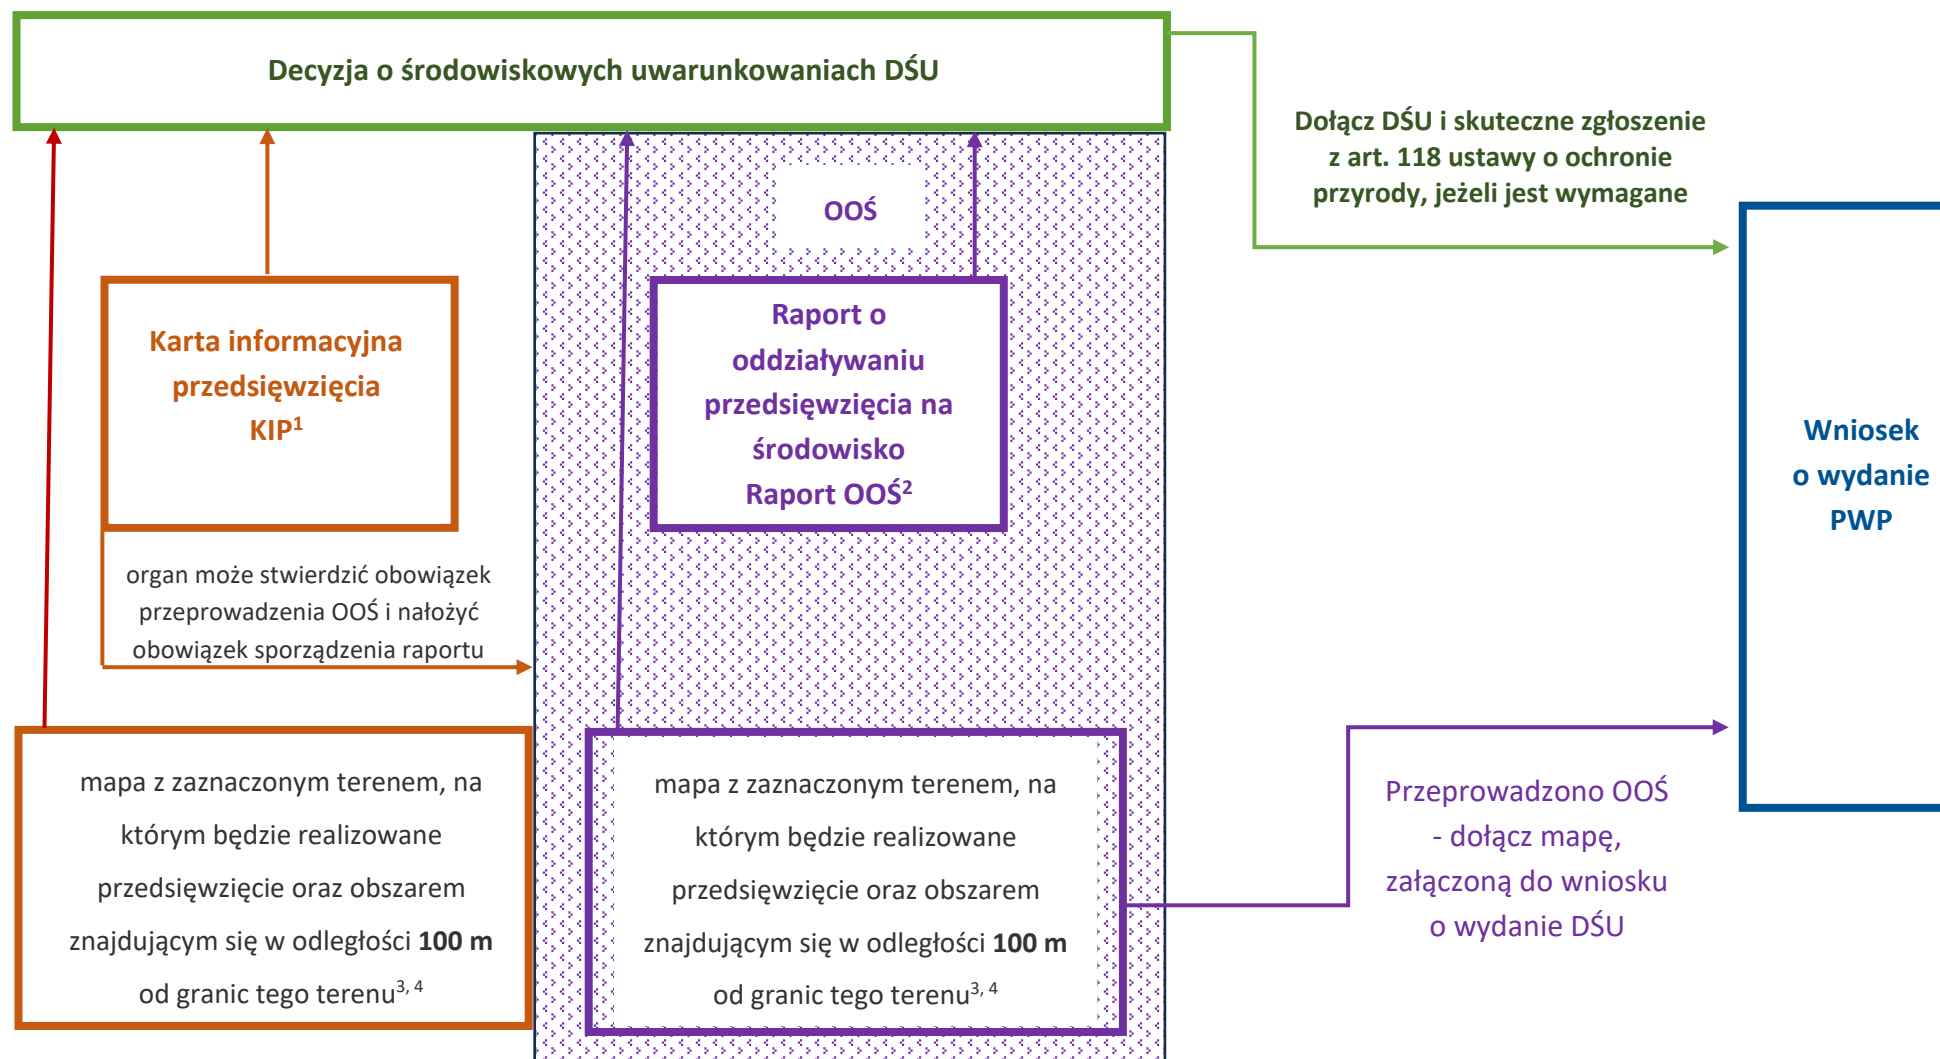 Decyzja o środowiskowych uwarunkowaniach DŚU
Dołącz DŚU i skuteczne zgłoszenie
z art. 118 ustawy o ochronie
przyrody, jeżeli jest wymagane
OOŚ
Karta informacyjna
przedsięwzięcia
KIP1
Raport o
oddziaływaniu
przedsięwzięcia na
środowisko
Raport OOŚ2
Wniosek
o wydanie
PWP
organ może stwierdzić obowiązek
przeprowadzenia OOŚ i nałożyć
obowiązek sporządzenia raportu
mapa z zaznaczonym terenem, na
którym będzie realizowane
przedsięwzięcie oraz obszarem
znajdującym się w odległości 100 m
od granic tego terenu3, 4
mapa z zaznaczonym terenem, na
którym będzie realizowane
przedsięwzięcie oraz obszarem
znajdującym się w odległości 100 m
od granic tego terenu3, 4
Przeprowadzono OOŚ
- dołącz mapę,
załączoną do wniosku
o wydanie DŚU